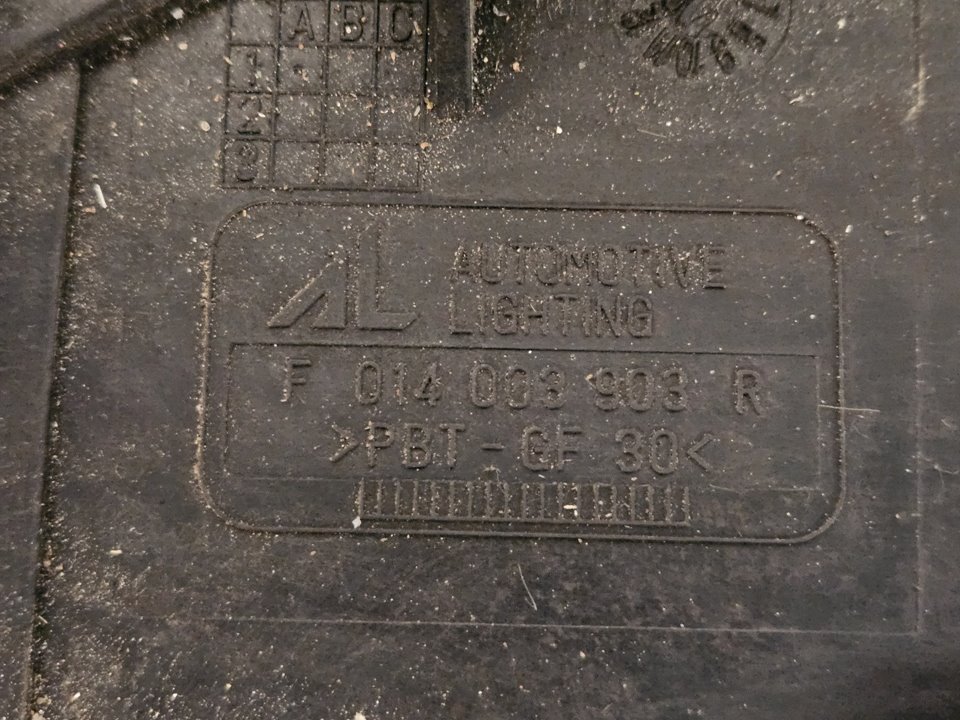 A B C
1
2
3
AL AUTOMOTIVE
LIGHTING
F 014 003 903 R
>PBT-GF 30<